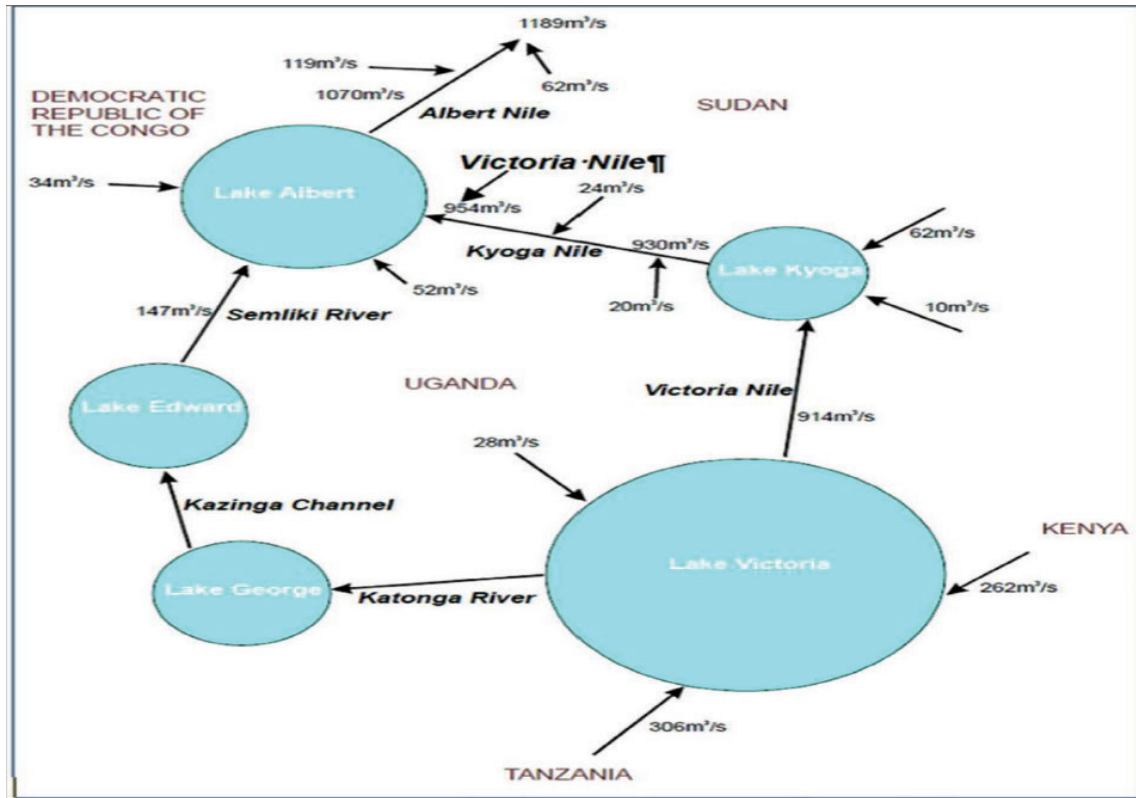 1189m³/s
119m³/s
62m³/s
1070m³/s
Albert Nile
DEMOCRATIC
REPUBLIC OF
THE CONGO
SUDAN
Lake Albert
Victoria·Nile¶
34m³/s
24m³/s
954m³/s
62m³/s
930m³/s
Kyoga Nile
Lake Kyoga
52m³/s
20m³/s
10m³/s
147m³/s
Semliki River
UGANDA
Victoria Nile
Lake Edward
914m³/s
28m³/s
Kazinga Channel
KENYA
Lake Victoria
Lake George
Katonga River
262m³/s
306m³/s
TANZANIA